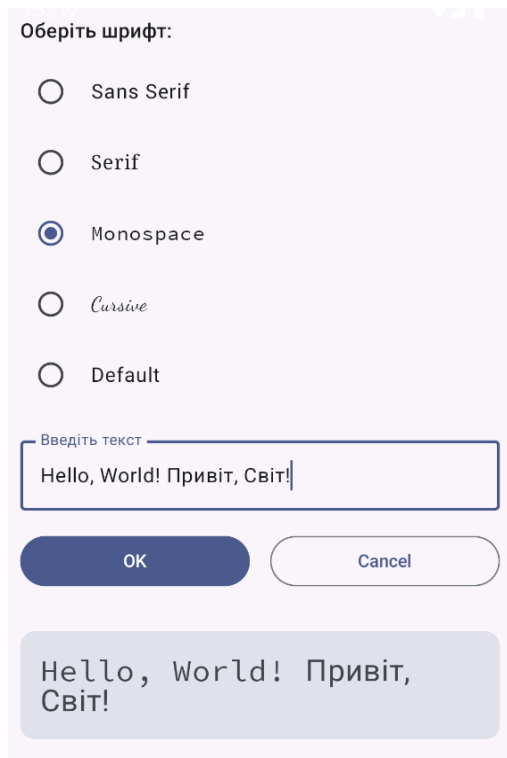 Оберіть шрифт:
Sans Serif
Serif
Monospace
Cursive
Default
Введіть текст
Hello, World! Привіт, Світ!
OK
Cancel
Hello, World! Привіт,
Світ!